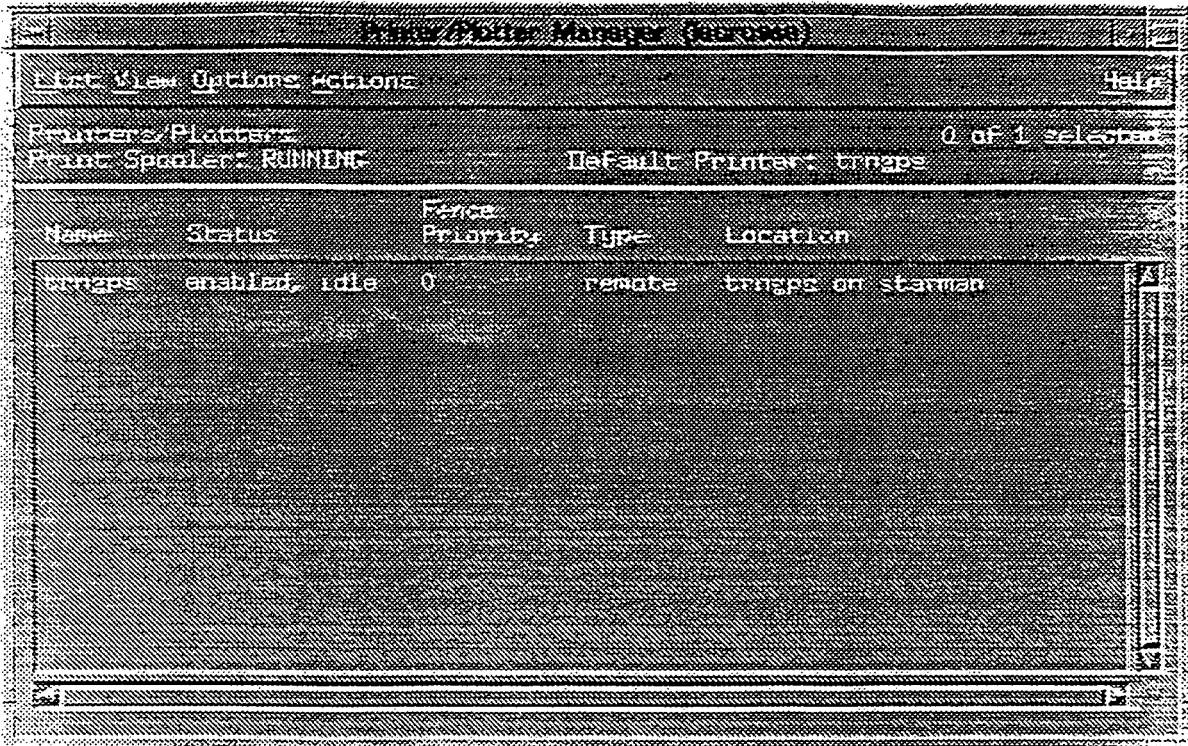 Printer/Plotter Manager
List View Options Actions Help
Printers/Plotters 0 of 1 selected
Print Spooler: RUNNING Default Printer: trngps
Fence
Name Status Priority Type Location
trngps enabled, idle 0 remote trngps on starman